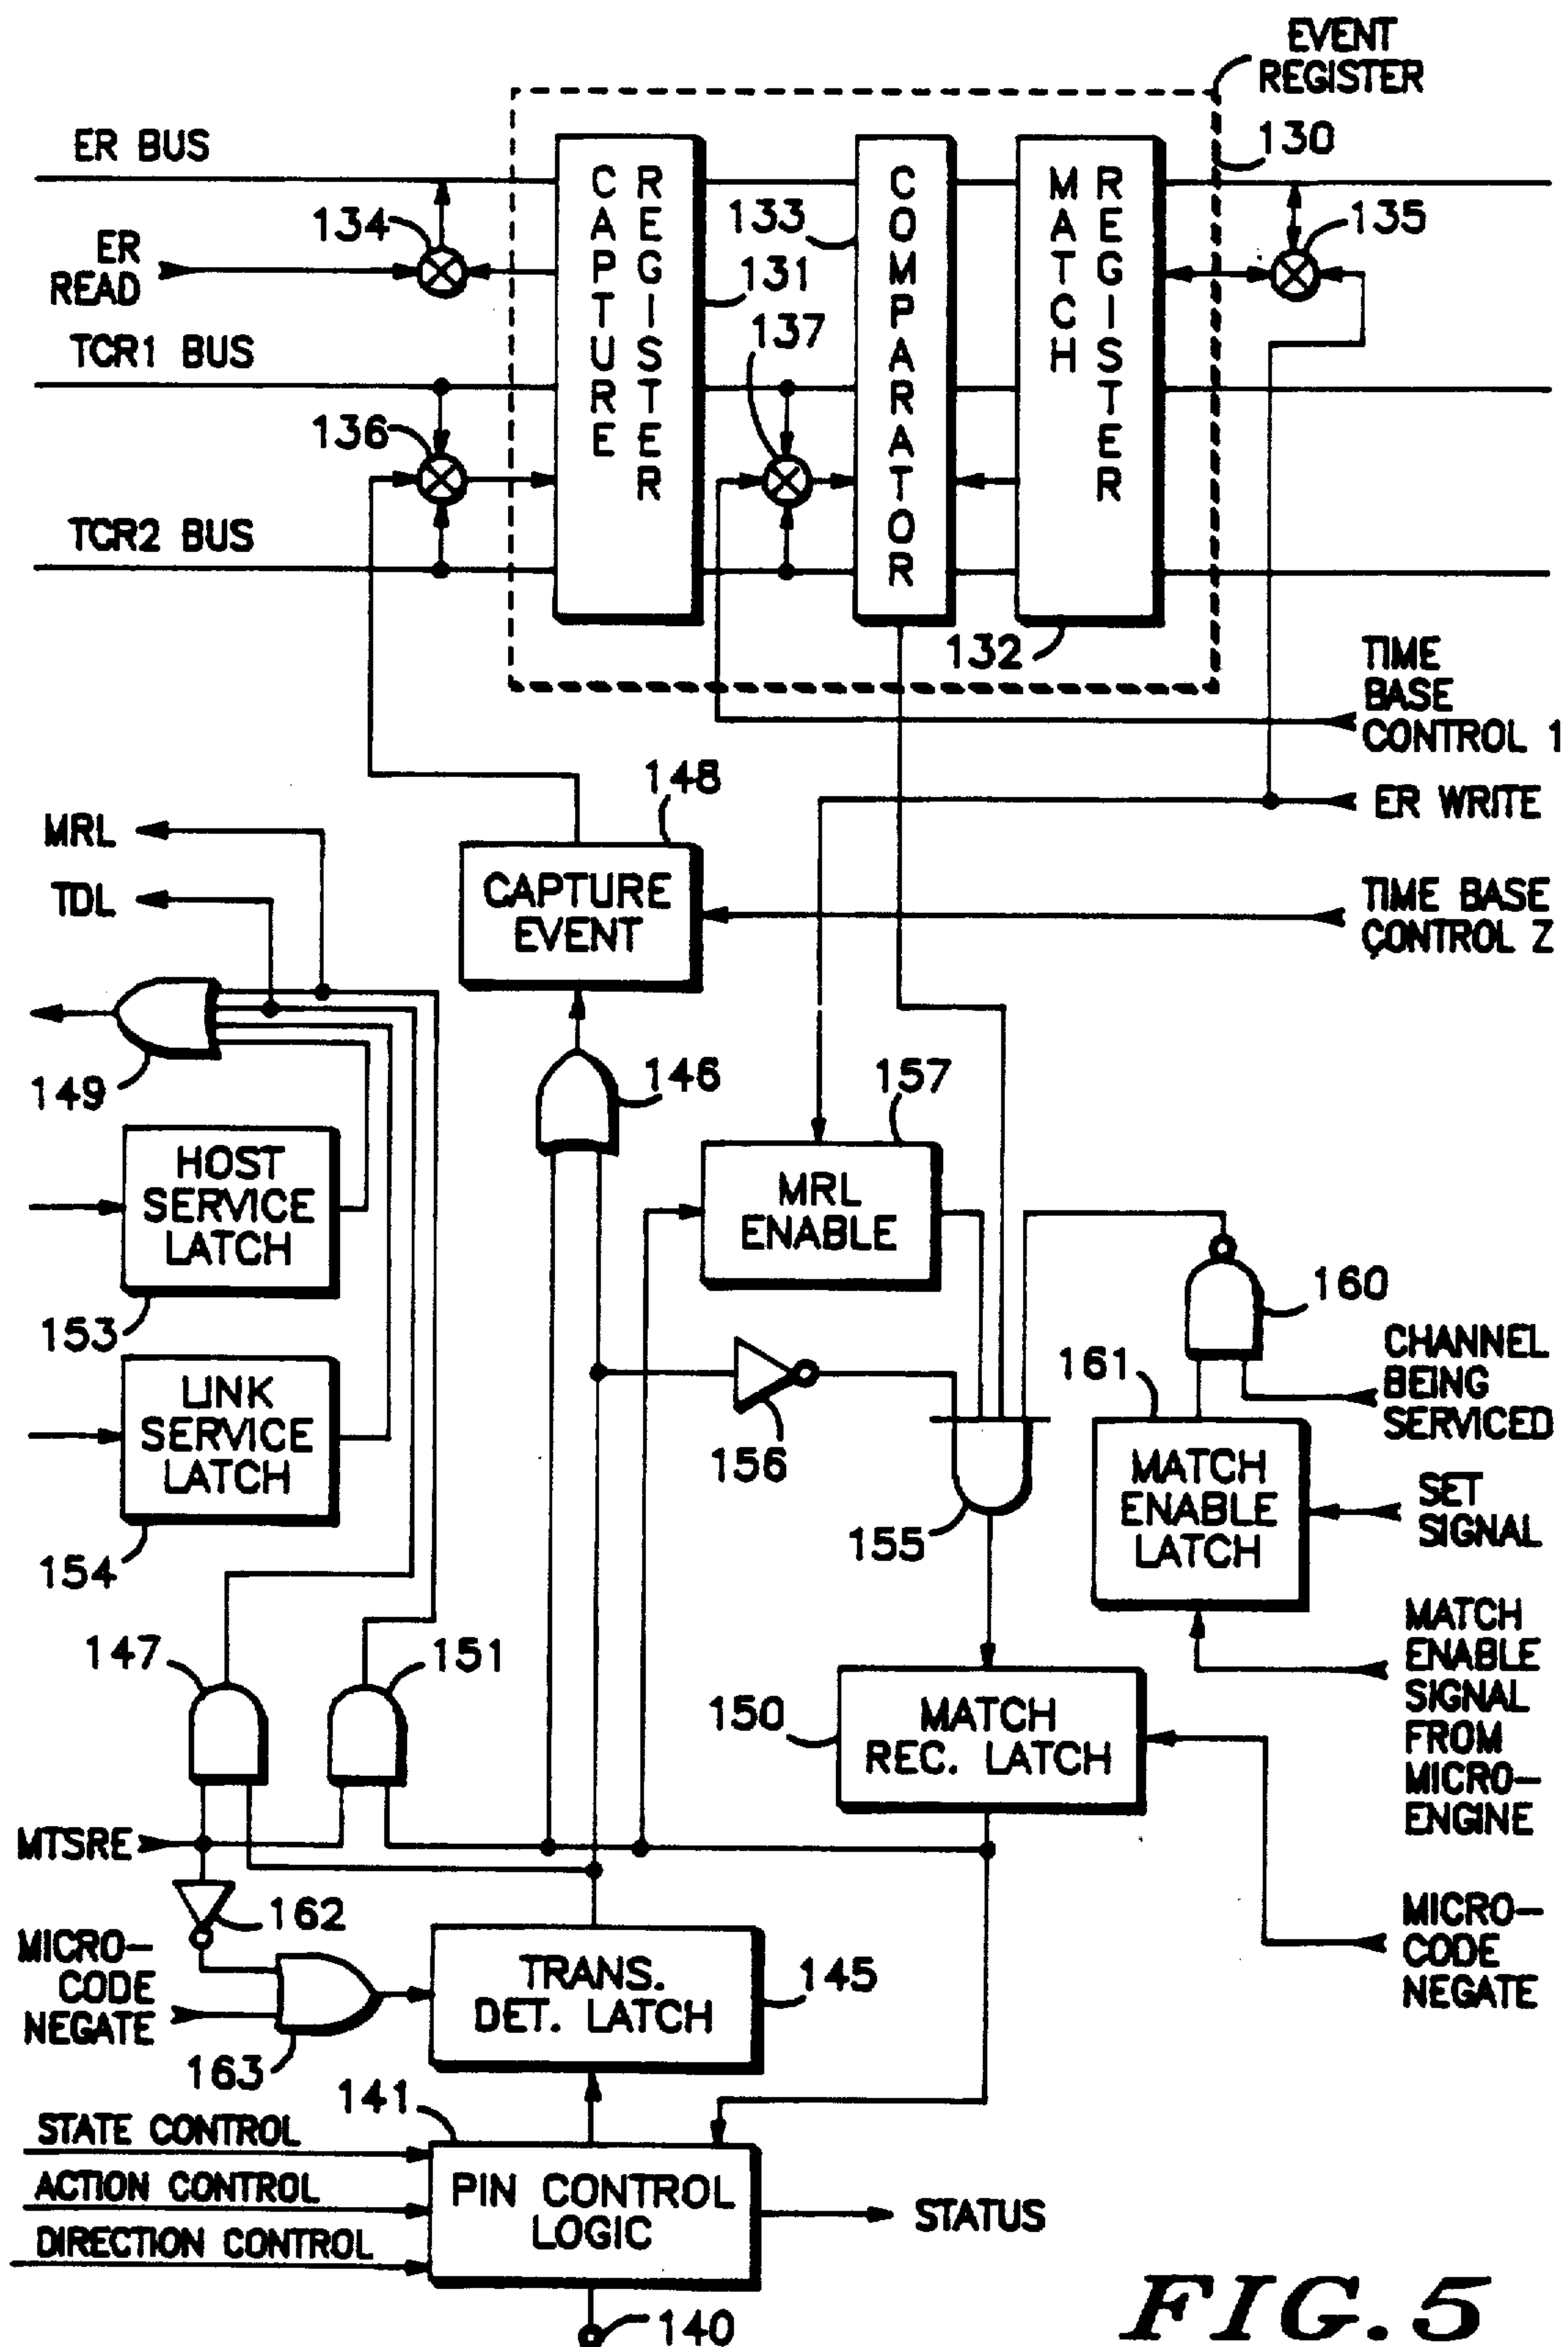 EVENT
REGISTER
130
ER BUS
134
ER
READ
CAPTURE
REGISTER
131
133
COMPARATOR
MATCH
REGISTER
135
TCR1 BUS
137
136
TCR2 BUS
132
TIME
BASE
CONTROL 1
148
ER WRITE
MRL
TDL
CAPTURE
EVENT
TIME BASE
CONTROL Z
149
146
157
HOST
SERVICE
LATCH
153
MRL
ENABLE
160
CHANNEL
BEING
SERVICED
161
LINK
SERVICE
LATCH
154
156
155
MATCH
ENABLE
LATCH
SET
SIGNAL
MATCH
ENABLE
SIGNAL
FROM
MICRO-
ENGINE
147
151
150
MATCH
REC. LATCH
MTSRE
162
MICRO-
CODE
NEGATE
163
TRANS.
DET. LATCH
145
MICRO-
CODE
NEGATE
141
STATE CONTROL
ACTION CONTROL
DIRECTION CONTROL
PIN CONTROL
LOGIC
STATUS
140
FIG.5